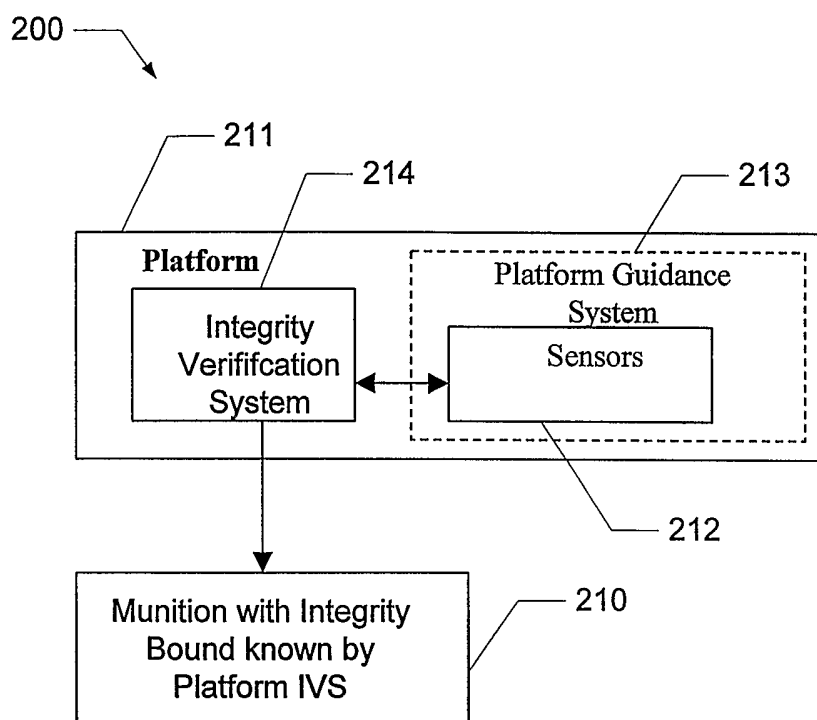 200
211
214
213
Platform
Platform Guidance
System
Integrity
Verififcation
System
Sensors
212
Munition with Integrity
Bound known by
Platform IVS
210